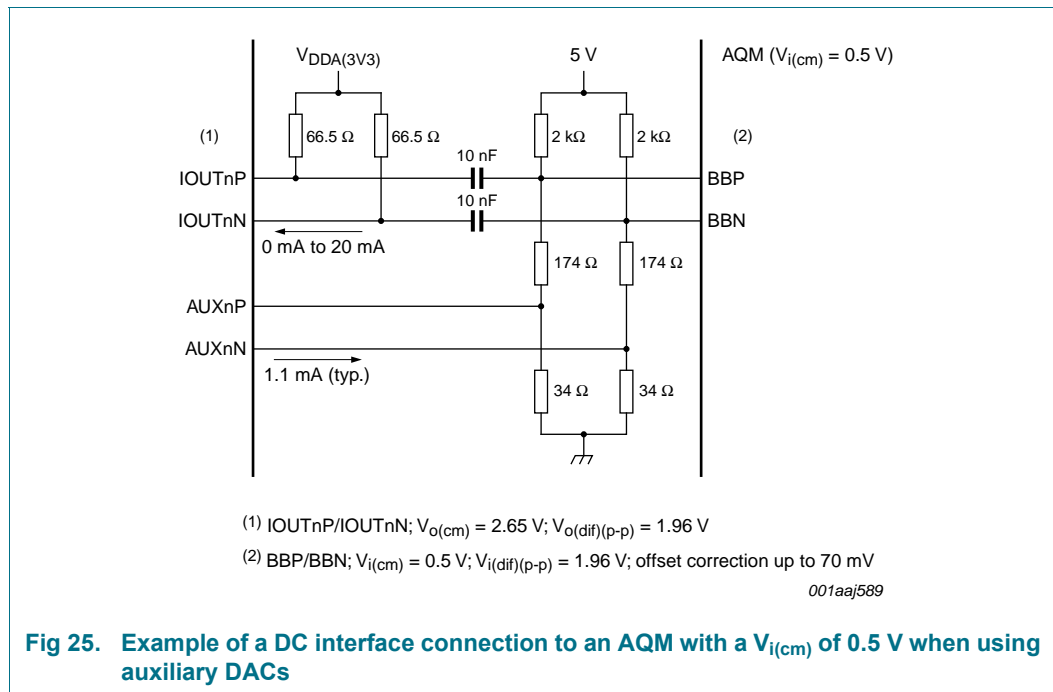 V_DDA(3V3)
5 V
AQM (V_i(cm) = 0.5 V)
(1)
66.5 Ω
66.5 Ω
2 kΩ
2 kΩ
(2)
10 nF
IOUTnP
BBP
10 nF
IOUTnN
BBN
0 mA to 20 mA
174 Ω
174 Ω
AUXnP
AUXnN
1.1 mA (typ.)
34 Ω
34 Ω
(1) IOUTnP/IOUTnN; V_o(cm) = 2.65 V; V_o(dif)(p-p) = 1.96 V
(2) BBP/BBN; V_i(cm) = 0.5 V; V_i(dif)(p-p) = 1.96 V; offset correction up to 70 mV
001aaj589
Fig 25. Example of a DC interface connection to an AQM with a V_i(cm) of 0.5 V when using
auxiliary DACs